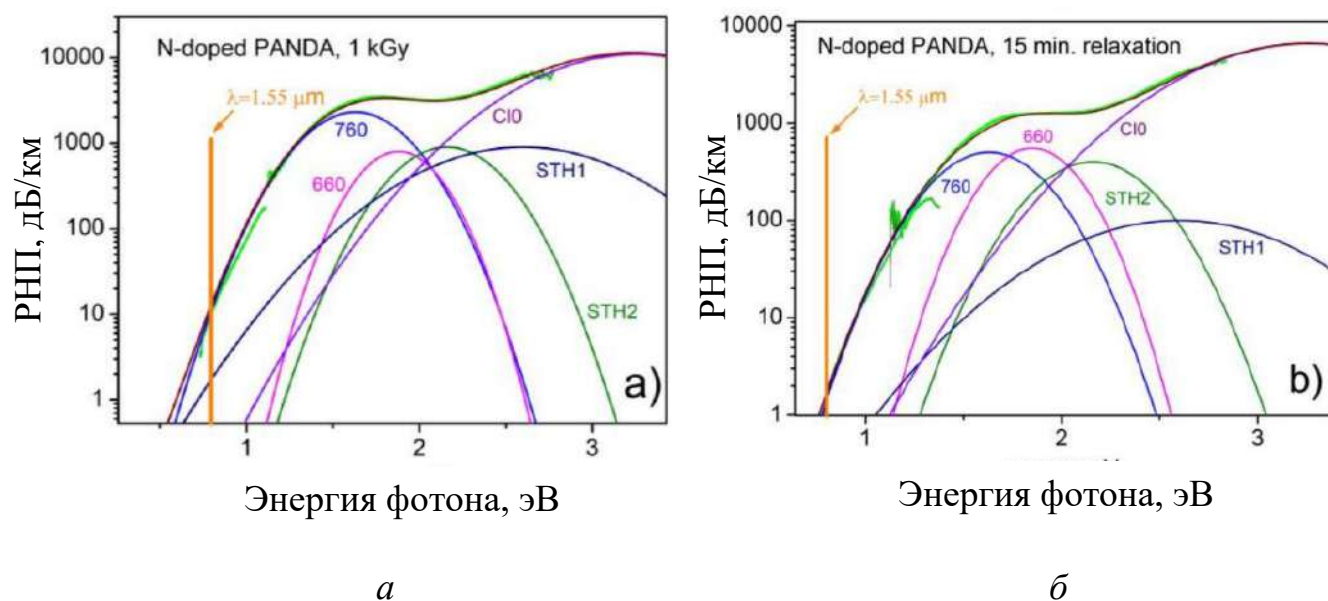 N-doped PANDA, 1 kGy
λ=1.55 µm
760
660
Cl0
STH1
STH2
a)
10000
1000
100
10
1
1
2
3
РНП, дБ/км
Энергия фотона, эВ
а
N-doped PANDA, 15 min. relaxation
λ=1.55 µm
760
660
Cl0
STH2
STH1
b)
10000
1000
100
10
1
1
2
3
РНП, дБ/км
Энергия фотона, эВ
б